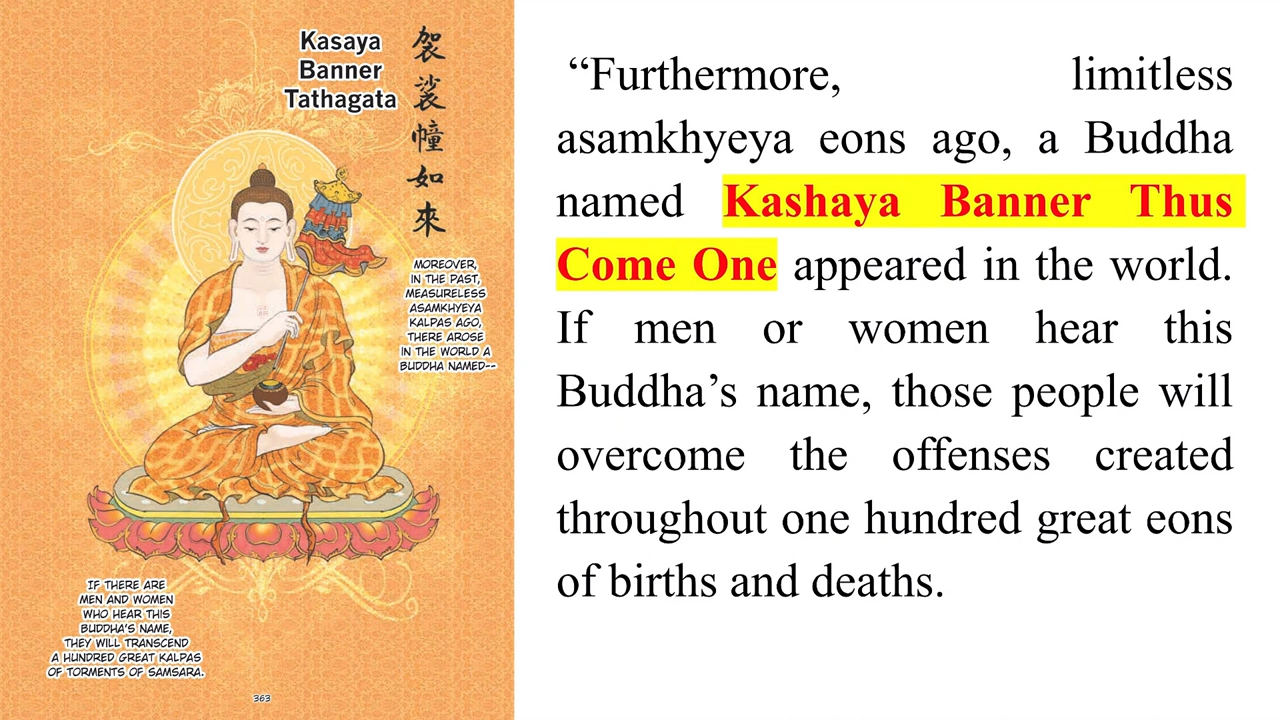 Kasaya
Banner
Tathagata
袈
裟
幢
如
來
MOREOVER,
IN THE PAST,
MEASURELESS
ASAMKHYEYA
KALPAS AGO,
THERE AROSE
IN THE WORLD A
BUDDHA NAMED--
IF THERE ARE
MEN AND WOMEN
WHO HEAR THIS
BUDDHA'S NAME,
THEY WILL TRANSCEND
A HUNDRED GREAT KALPAS
OF TORMENTS OF SAMSARA.
363
“Furthermore, limitless
asamkhyeya eons ago, a Buddha
named Kashaya Banner Thus
Come One appeared in the world.
If men or women hear this
Buddha’s name, those people will
overcome the offenses created
throughout one hundred great eons
of births and deaths.